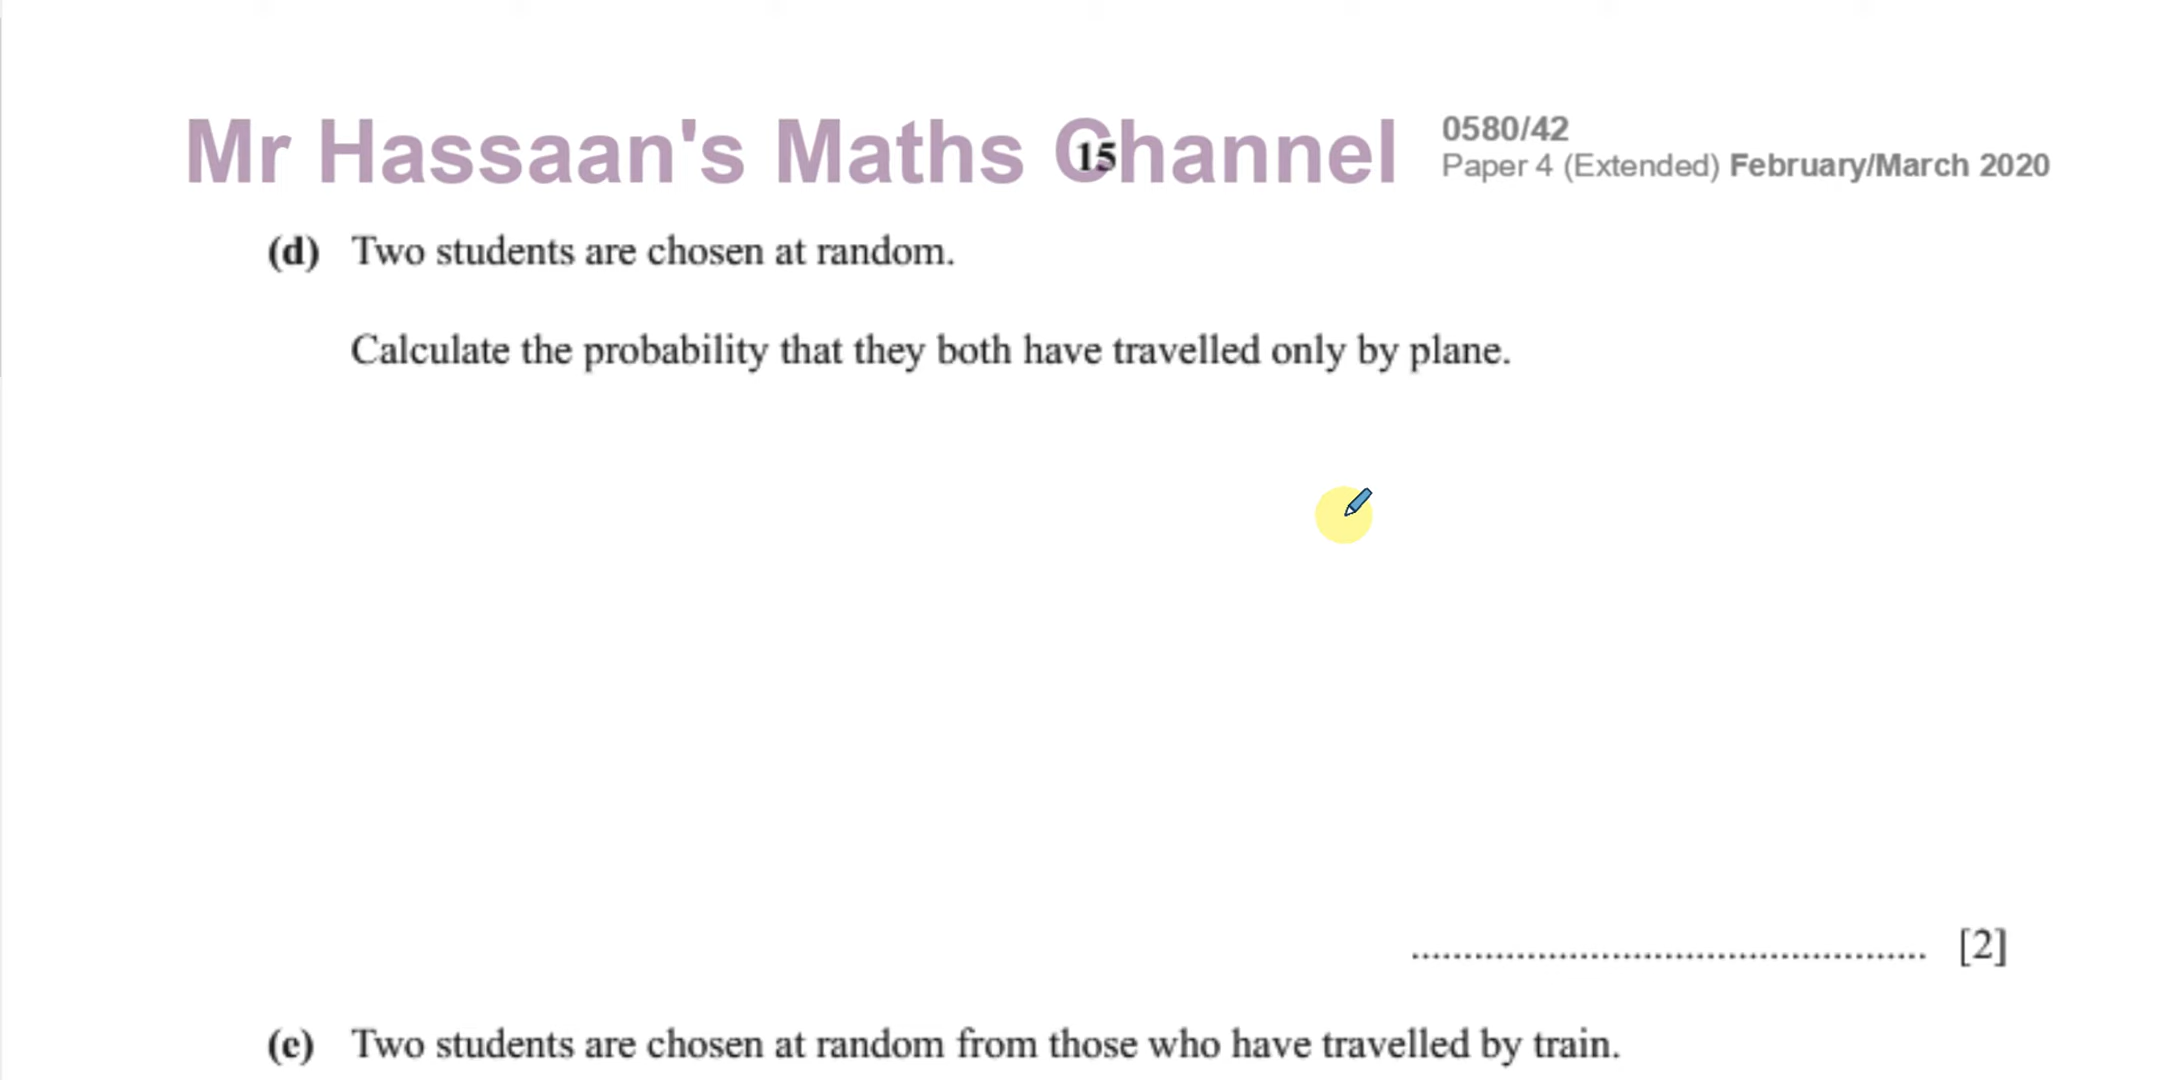 Mr Hassaan's Maths Channel
15
0580/42
Paper 4 (Extended) February/March 2020
(d) Two students are chosen at random.
Calculate the probability that they both have travelled only by plane.
[2]
(e) Two students are chosen at random from those who have travelled by train.